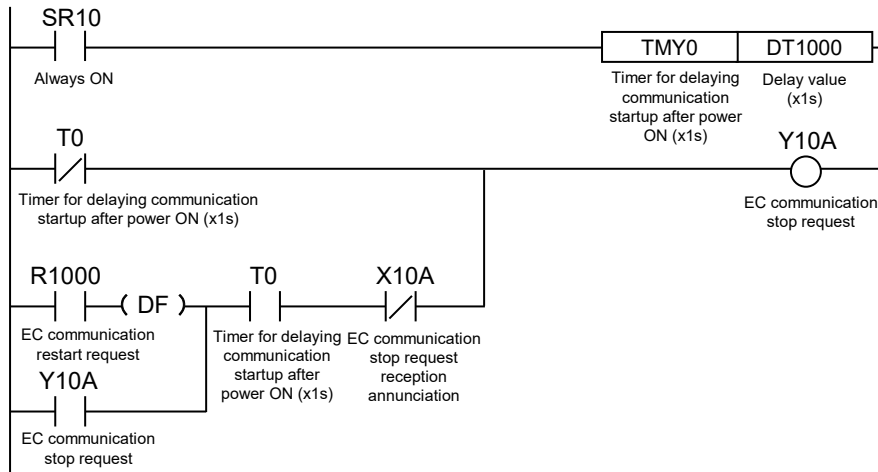 SR10
Always ON
TMY0 DT1000
Timer for delaying
communication
startup after power
ON (x1s)
Delay value
(x1s)
T0
Timer for delaying communication
startup after power ON (x1s)
Y10A
EC communication
stop request
R1000
DF
EC communication
restart request
T0
Timer for delaying
communication
startup after
power ON (x1s)
X10A
EC communication
stop request
reception
annunciation
Y10A
EC communication
stop request